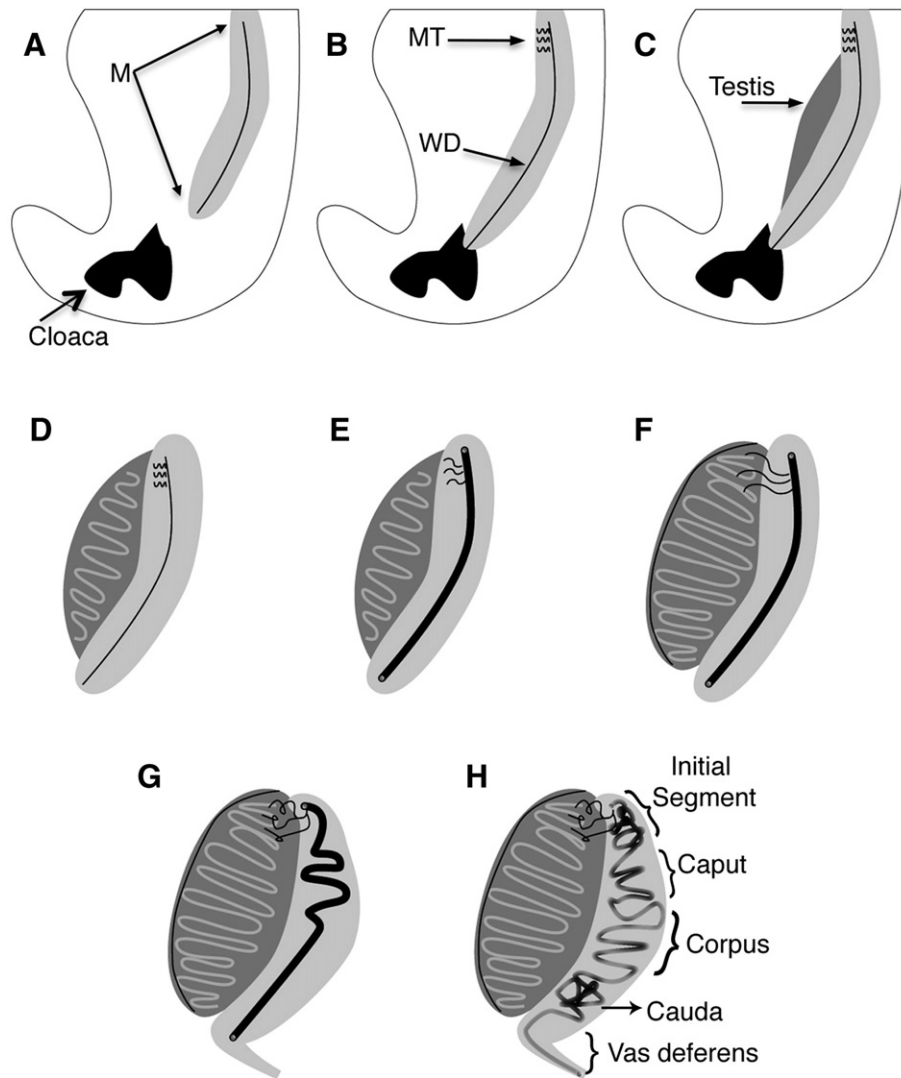 A
M
Cloaca
B
MT
WD
C
Testis
D
E
F
G
H
Initial
Segment
Caput
Corpus
Cauda
Vas deferens